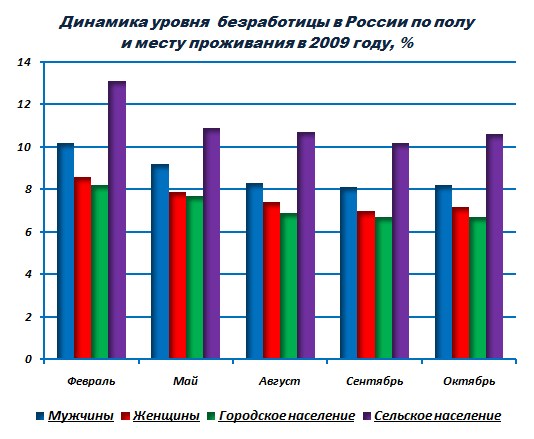 Динамика уровня безработицы в России по полу
и месту проживания в 2009 году, %
14
12
10
8
6
4
2
0
Февраль Май Август Сентябрь Октябрь
Мужчины Женщины Городское население Сельское население